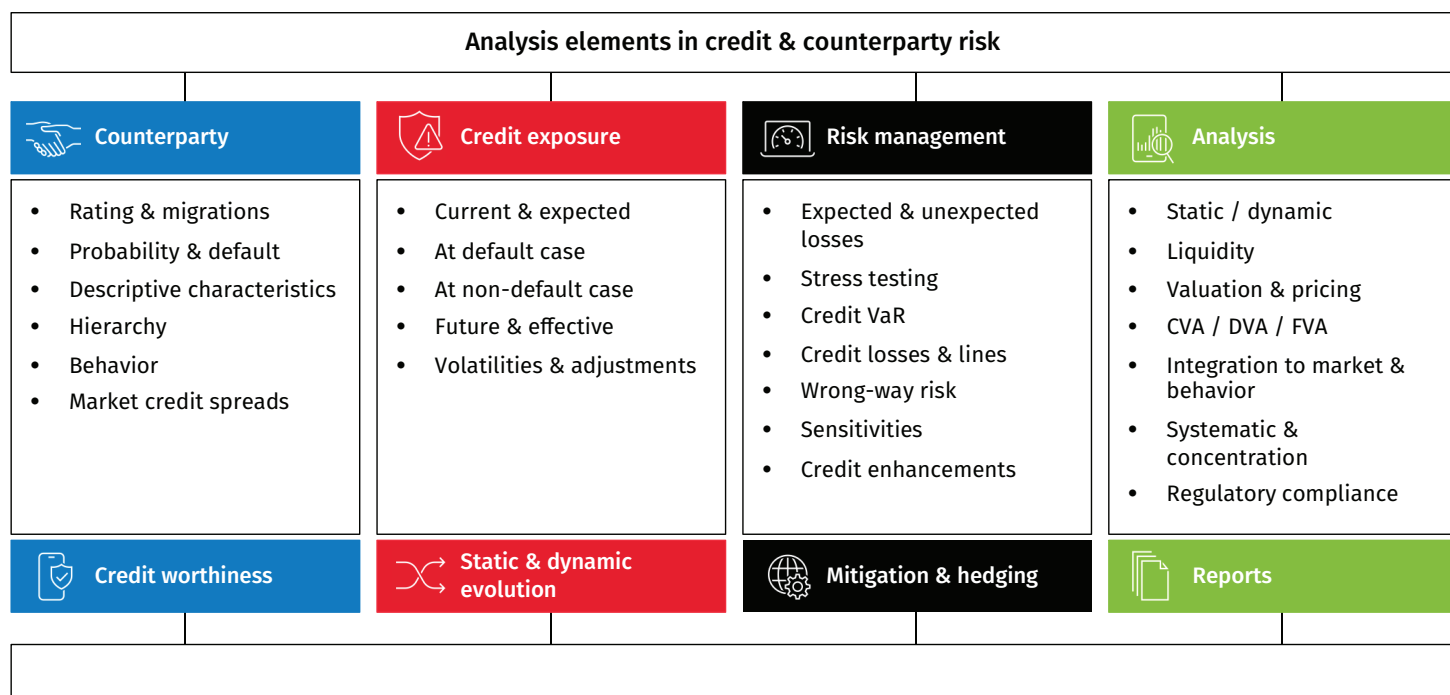 Analysis elements in credit & counterparty risk
Counterparty
• Rating & migrations
• Probability & default
• Descriptive characteristics
• Hierarchy
• Behavior
• Market credit spreads
Credit worthiness
Credit exposure
• Current & expected
• At default case
• At non-default case
• Future & effective
• Volatilities & adjustments
Static & dynamic
evolution
Risk management
• Expected & unexpected
losses
• Stress testing
• Credit VaR
• Credit losses & lines
• Wrong-way risk
• Sensitivities
• Credit enhancements
Mitigation & hedging
Analysis
• Static / dynamic
• Liquidity
• Valuation & pricing
• CVA / DVA / FVA
• Integration to market &
behavior
• Systematic &
concentration
• Regulatory compliance
Reports